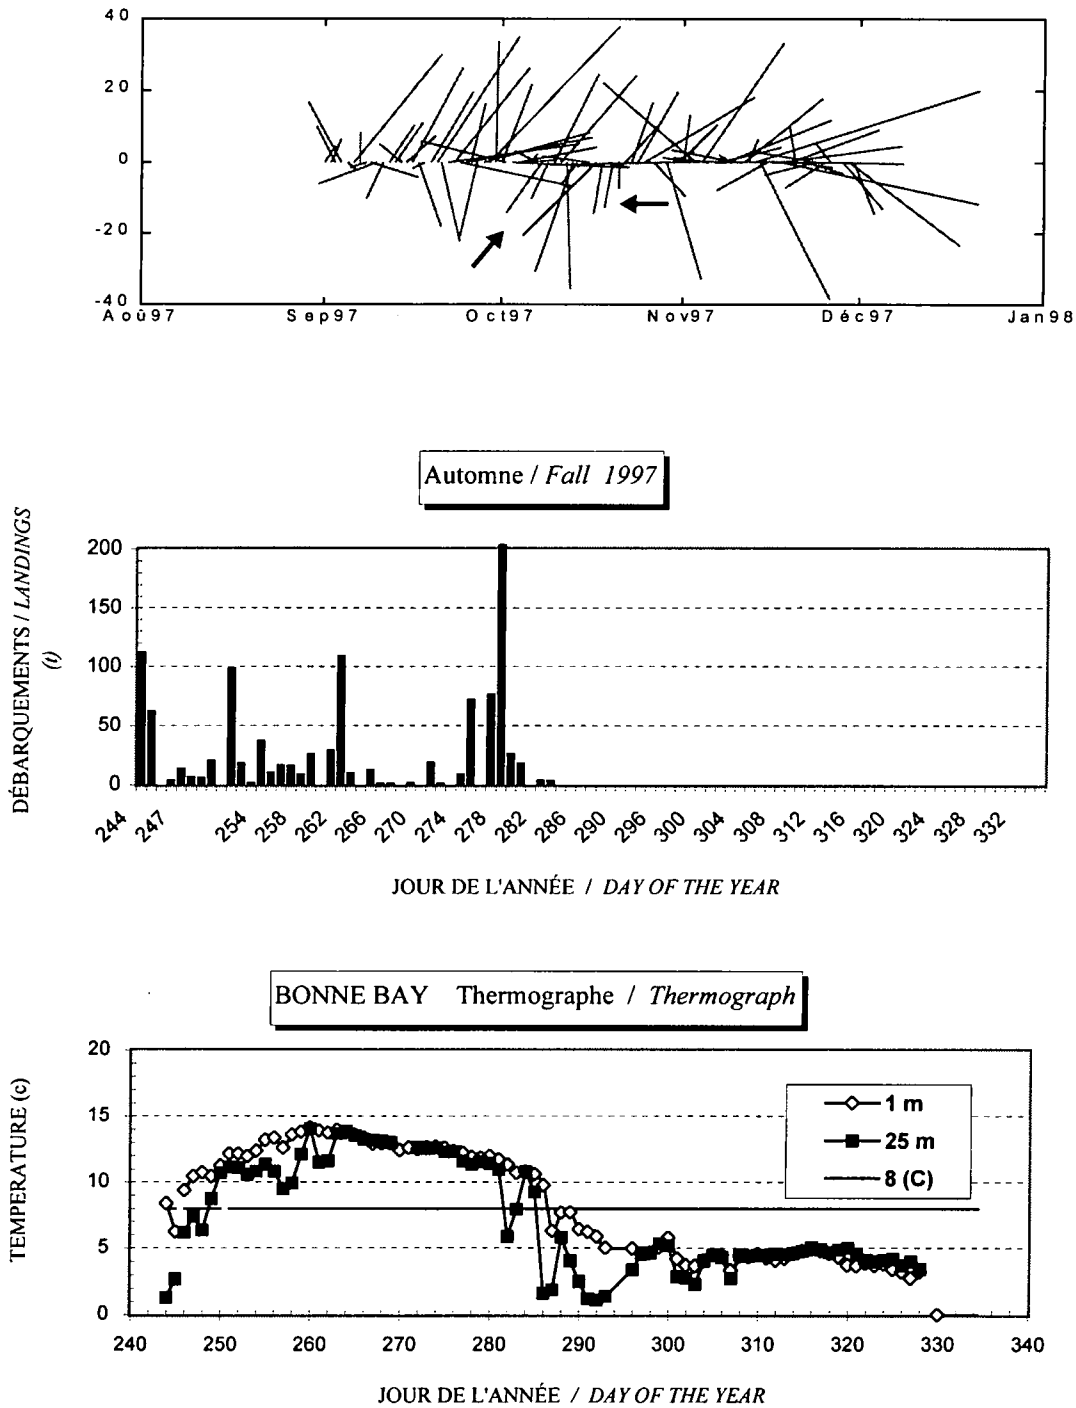 40
20
0
-20
-40
Aoû97 Sep97 Oct97 Nov97 Déc97 Jan98
Automne / Fall 1997
DÉBARQUEMENTS / LANDINGS
(t)
200
150
100
50
0
244 247 254 258 262 266 270 274 278 282 286 290 296 300 304 308 312 316 320 324 328 332
JOUR DE L'ANNÉE / DAY OF THE YEAR
BONNE BAY Thermographe / Thermograph
TEMPERATURE (c)
20
15
10
5
0
1 m
25 m
8 (C)
240 250 260 270 280 290 300 310 320 330 340
JOUR DE L'ANNÉE / DAY OF THE YEAR